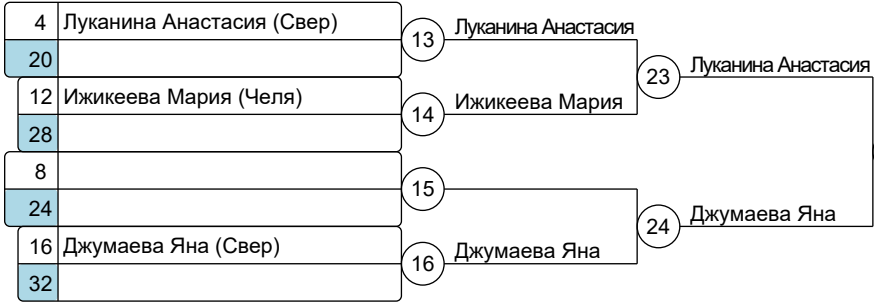 4 Луканина Анастасия (Свер)
20
13 Луканина Анастасия
12 Ижикеева Мария (Челя)
28
14 Ижикеева Мария
23 Луканина Анастасия
8
24
15
16 Джумаева Яна (Свер)
32
16 Джумаева Яна
24 Джумаева Яна